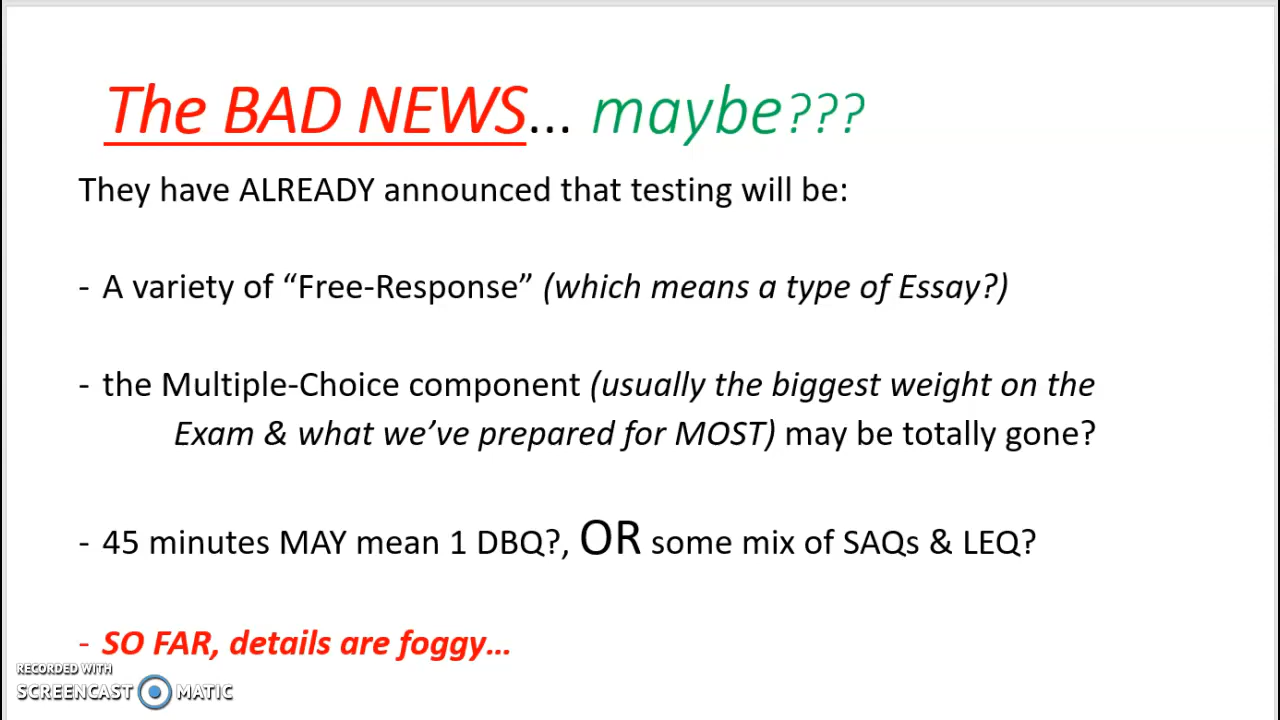 The BAD NEWS... maybe???
They have ALREADY announced that testing will be:
- A variety of “Free-Response” (which means a type of Essay?)
- the Multiple-Choice component (usually the biggest weight on the
Exam & what we’ve prepared for MOST) may be totally gone?
- 45 minutes MAY mean 1 DBQ?, OR some mix of SAQs & LEQ?
- SO FAR, details are foggy...
RECORDED WITH
SCREENCAST MATIC